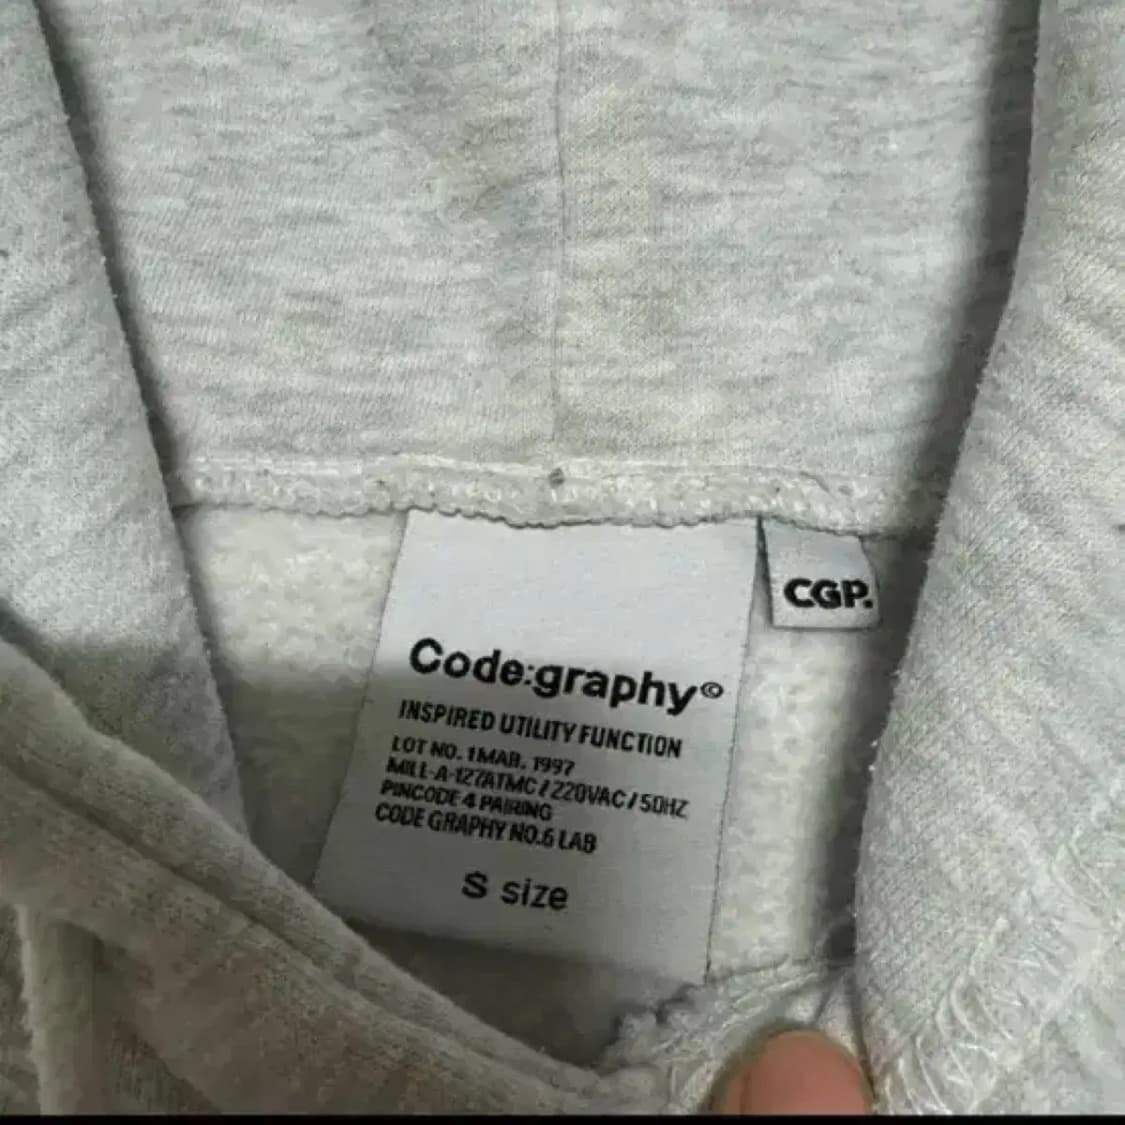 Code:graphy©
INSPIRED UTILITY FUNCTION
LOT NO. 1MAR. 1997
MILL-A-127ATMC / 220VAC / 50HZ
PINCODE 4 PAIRING
CODE GRAPHY NO.6 LAB
S size
CGP.